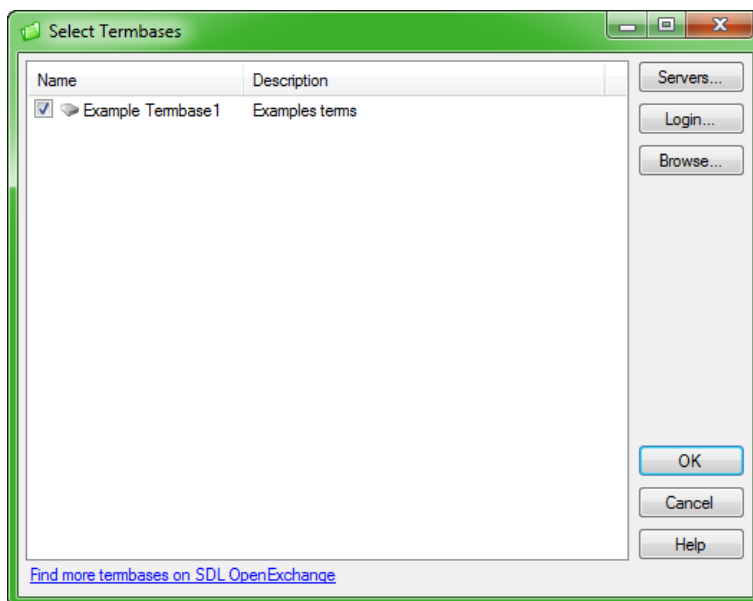 Select Termbases
Name Description
Example Termbase1 Examples terms
Servers...
Login...
Browse...
OK
Cancel
Help
Find more termbases on SDL OpenExchange